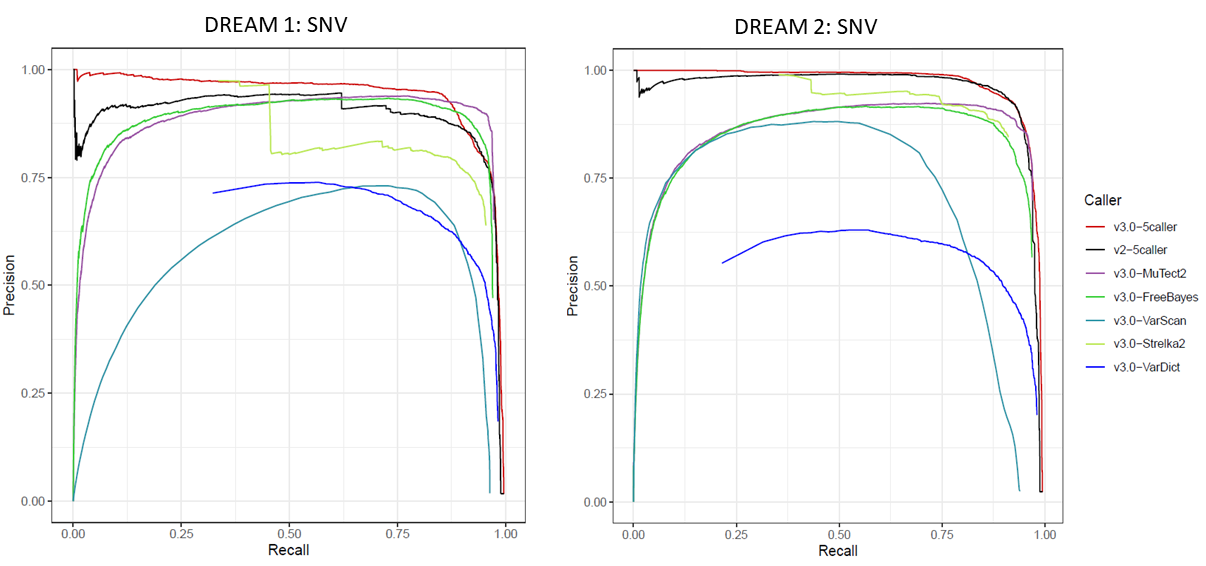 DREAM 1: SNV
DREAM 2: SNV
Precision
1.00
0.75
0.50
0.25
0.00
0.00 0.25 0.50 0.75 1.00
Recall
Precision
1.00
0.75
0.50
0.25
0.00
0.00 0.25 0.50 0.75 1.00
Recall
Caller
v3.0-5caller
v2-5caller
v3.0-MuTect2
v3.0-FreeBayes
v3.0-VarScan
v3.0-Strelka2
v3.0-VarDict